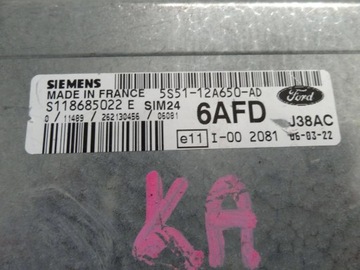 SIEMENS
MADE IN FRANCE 5S51-12A650-AD
S118685022 E SIM24
0 / 11489 / 262130456 / 06081
6AFD
Ford
J38AC
e11 I-00 2081 06-03-22
KA